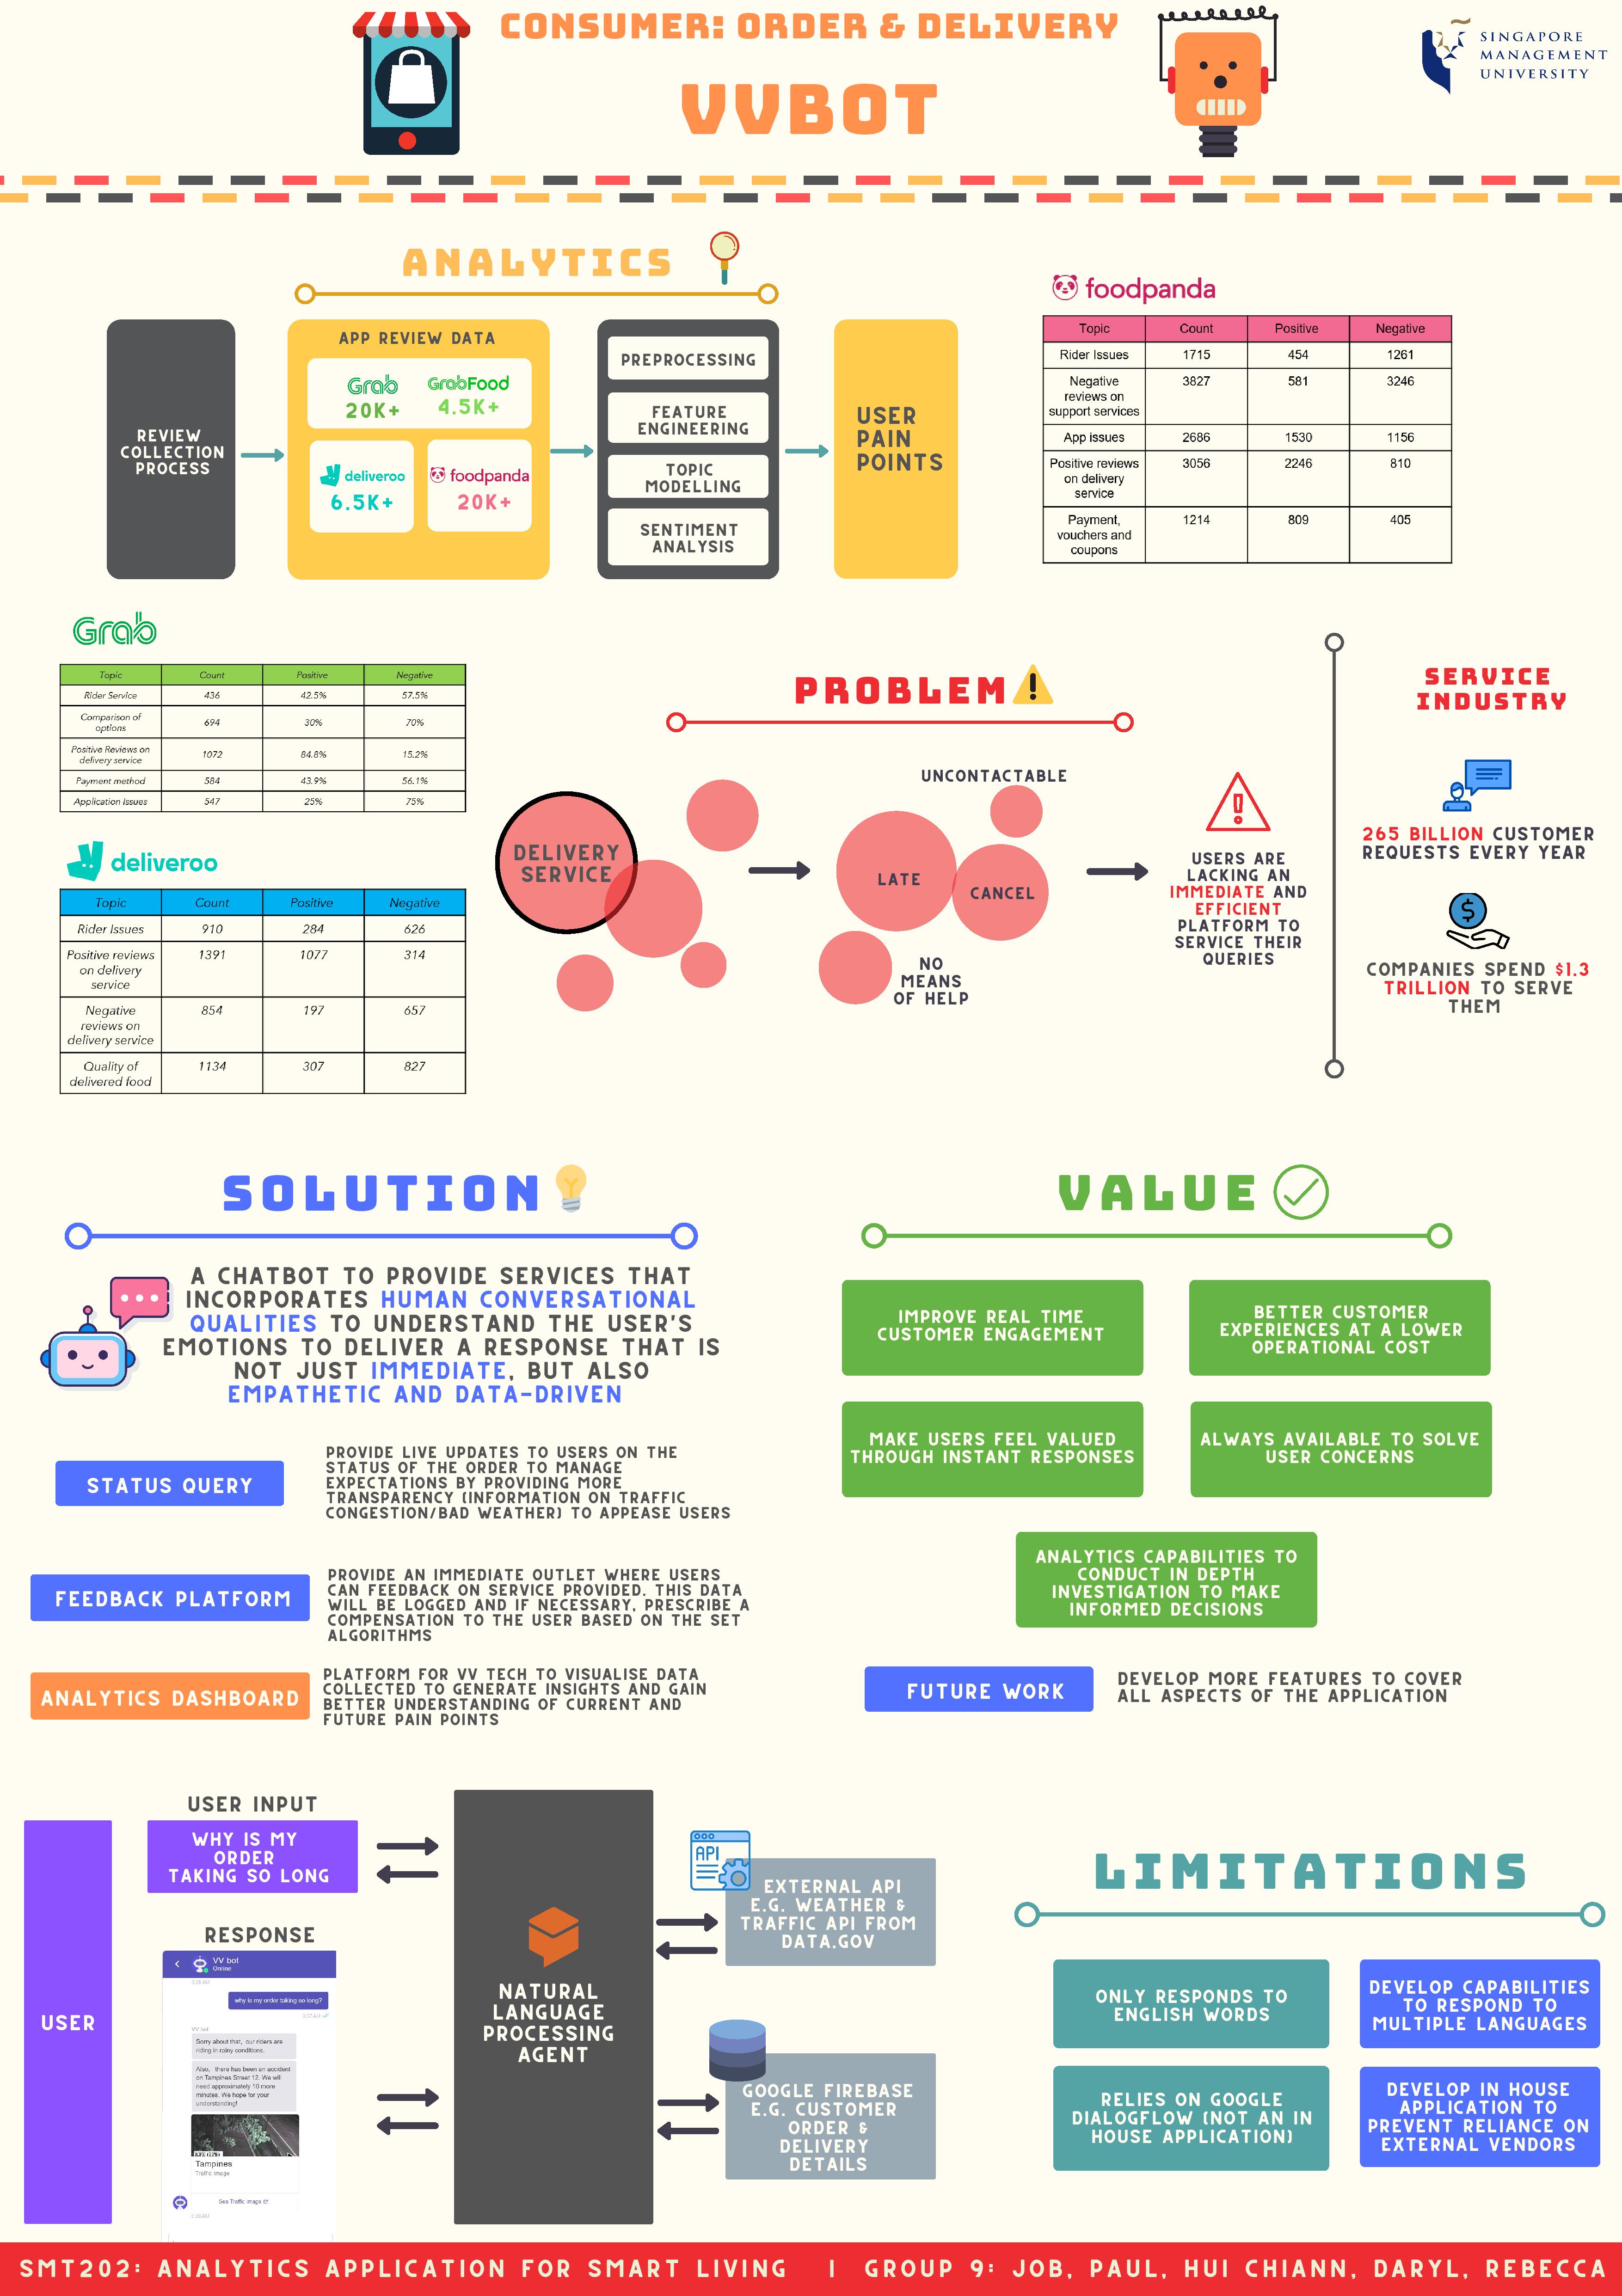 CONSUMER: ORDER & DELIVERY
VVBOT
SINGAPORE
MANAGEMENT
UNIVERSITY
ANALYTICS
REVIEW
COLLECTION
PROCESS
APP REVIEW DATA
Grab
20K+
GrabFood
4.5K+
deliveroo
6.5K+
foodpanda
20K+
PREPROCESSING
FEATURE
ENGINEERING
TOPIC
MODELLING
SENTIMENT
ANALYSIS
USER
PAIN
POINTS
foodpanda
Topic Count Positive Negative
Rider Issues 1715 454 1261
Negative 3827 581 3246
reviews on
support services
App issues 2686 1530 1156
Positive reviews 3056 2246 810
on delivery
service
Payment, 1214 809 405
vouchers and
coupons
Grab
Topic Count Positive Negative
Rider Service 436 42.5% 57.5%
Comparison of
options 694 30% 70%
Positive Reviews on
delivery service 1072 84.8% 15.2%
Payment method 584 43.9% 56.1%
Application Issues 547 25% 75%
deliveroo
Topic Count Positive Negative
Rider Issues 910 284 626
Positive reviews 1391 1077 314
on delivery
service
Negative 854 197 657
reviews on
delivery service
Quality of 1134 307 827
delivered food
PROBLEM
DELIVERY
SERVICE
UNCONTACTABLE
LATE
CANCEL
NO
MEANS
OF HELP
USERS ARE
LACKING AN
IMMEDIATE AND
EFFICIENT
PLATFORM TO
SERVICE THEIR
QUERIES
SERVICE
INDUSTRY
265 BILLION CUSTOMER
REQUESTS EVERY YEAR
COMPANIES SPEND $1.3
TRILLION TO SERVE
THEM
SOLUTION
A CHATBOT TO PROVIDE SERVICES THAT
INCORPORATES HUMAN CONVERSATIONAL
QUALITIES TO UNDERSTAND THE USER'S
EMOTIONS TO DELIVER A RESPONSE THAT IS
NOT JUST IMMEDIATE, BUT ALSO
EMPATHETIC AND DATA-DRIVEN
STATUS QUERY
PROVIDE LIVE UPDATES TO USERS ON THE
STATUS OF THE ORDER TO MANAGE
EXPECTATIONS BY PROVIDING MORE
TRANSPARENCY (INFORMATION ON TRAFFIC
CONGESTION/BAD WEATHER) TO APPEASE USERS
FEEDBACK PLATFORM
PROVIDE AN IMMEDIATE OUTLET WHERE USERS
CAN FEEDBACK ON SERVICE PROVIDED. THIS DATA
WILL BE LOGGED AND IF NECESSARY, PRESCRIBE A
COMPENSATION TO THE USER BASED ON THE SET
ALGORITHMS
ANALYTICS DASHBOARD
PLATFORM FOR VV TECH TO VISUALISE DATA
COLLECTED TO GENERATE INSIGHTS AND GAIN
BETTER UNDERSTANDING OF CURRENT AND
FUTURE PAIN POINTS
VALUE
IMPROVE REAL TIME
CUSTOMER ENGAGEMENT
BETTER CUSTOMER
EXPERIENCES AT A LOWER
OPERATIONAL COST
MAKE USERS FEEL VALUED
THROUGH INSTANT RESPONSES
ALWAYS AVAILABLE TO SOLVE
USER CONCERNS
ANALYTICS CAPABILITIES TO
CONDUCT IN DEPTH
INVESTIGATION TO MAKE
INFORMED DECISIONS
FUTURE WORK
DEVELOP MORE FEATURES TO COVER
ALL ASPECTS OF THE APPLICATION
USER
USER INPUT
WHY IS MY
ORDER
TAKING SO LONG
RESPONSE
VV bot
Online
why is my order taking so long?
VV bot
Sorry about that, our riders are
riding in rainy conditions.
Also, there has been an accident
on Tampines Street 12. We will
need approximately 10 more
minutes. We hope for your
understanding!
Tampines
Traffic Image
See Traffic Image
NATURAL
LANGUAGE
PROCESSING
AGENT
API
EXTERNAL API
E.G. WEATHER &
TRAFFIC API FROM
DATA.GOV
GOOGLE FIREBASE
E.G. CUSTOMER
ORDER &
DELIVERY
DETAILS
LIMITATIONS
ONLY RESPONDS TO
ENGLISH WORDS
DEVELOP CAPABILITIES
TO RESPOND TO
MULTIPLE LANGUAGES
RELIES ON GOOGLE
DIALOGFLOW (NOT AN IN
HOUSE APPLICATION)
DEVELOP IN HOUSE
APPLICATION TO
PREVENT RELIANCE ON
EXTERNAL VENDORS
SMT202: ANALYTICS APPLICATION FOR SMART LIVING | GROUP 9: JOB, PAUL, HUI CHIANN, DARYL, REBECCA